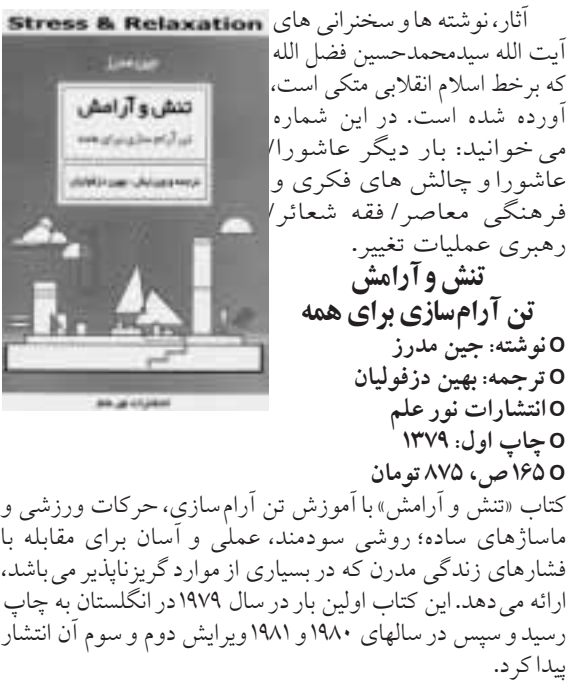 آثار، نوشته ها و سخنرانی های
آیت الله سیدمحمدحسین فضل الله
که برخط اسلام انقلابی متکی است،
آورده شده است. در این شماره
می خوانید: بار دیگر عاشورا/
عاشورا و چالش های فکری و
فرهنگی معاصر/ فقه شعائر/
رهبری عملیات تغییر.
Stress & Relaxation
جین مدرز
تنش و آرامش
تن آرام سازی برای همه
ترجمه و ویرایش: بهین دزفولیان
انتشارات نور علم
تنش و آرامش
تن آرام‌سازی برای همه
o نوشته: جین مدرز
o ترجمه: بهین دزفولیان
o انتشارات نور علم
o چاپ اول: ۱۳۷۹
o ۱۶۵ ص، ۸۷۵ تومان
کتاب «تنش و آرامش» با آموزش تن آرام‌سازی، حرکات ورزشی و
ماساژهای ساده؛ روشی سودمند، عملی و آسان برای مقابله با
فشارهای زندگی مدرن که در بسیاری از موارد گریزناپذیر می‌باشد،
ارائه می‌دهد. این کتاب اولین بار در سال ۱۹۷۹ در انگلستان به چاپ
رسید و سپس در سالهای ۱۹۸۰ و ۱۹۸۱ ویرایش دوم و سوم آن انتشار
پیدا کرد.